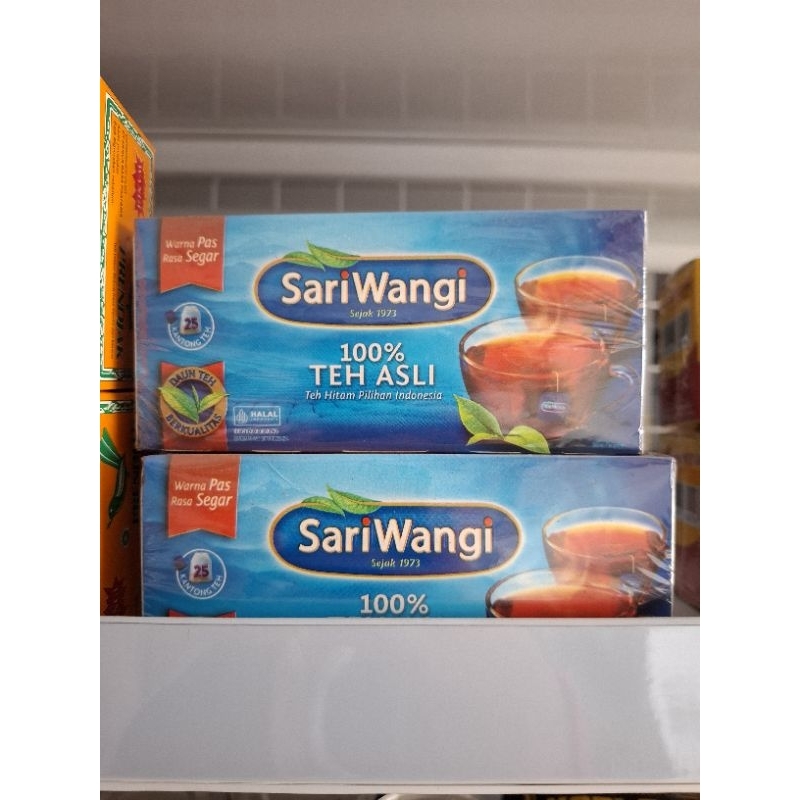 Warna Pas
Rasa Segar
SariWangi
Sejak 1973
25
KANTONG TEH
100%
TEH ASLI
Teh Hitam Pilihan Indonesia
DAUN TEH
BERKUALITAS
HALAL
INDONESIA
Warna Pas
Rasa Segar
SariWangi
Sejak 1973
25
KANTONG TEH
100%